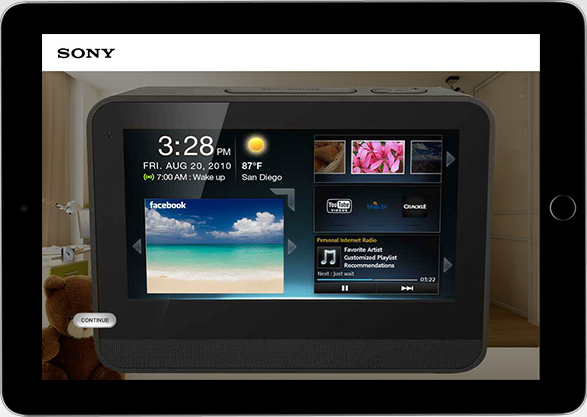 SONY
3:28 PM
FRI. AUG 20, 2010
7:00 AM : Wake up
87°F
San Diego
facebook
YouTube
VIDEOS
CRACKLE
Personal Internet Radio
Favorite Artist
Customized Playlist
Recommendations
Next : Just wait
03:22
CONTINUE